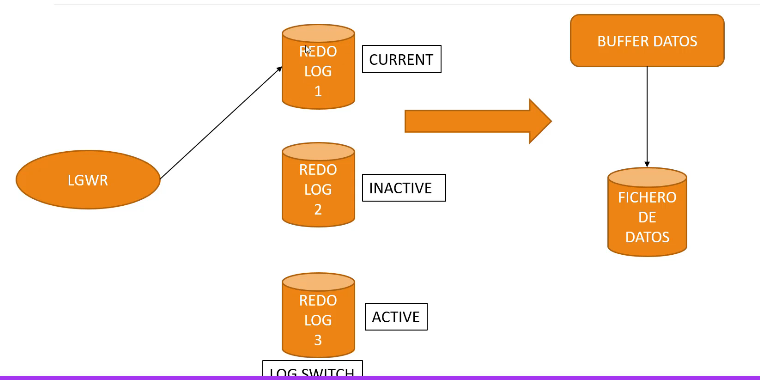 REDO
LOG
1
CURRENT
BUFFER DATOS
LGWR
REDO
LOG
2
INACTIVE
FICHERO
DE
DATOS
REDO
LOG
3
ACTIVE
LOG SWITCH